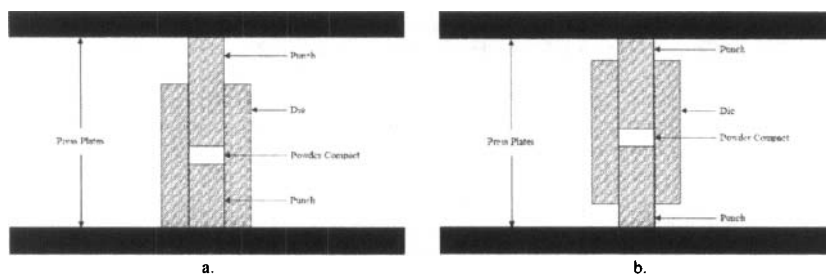 Punch
Die
Press Plates
Powder Compact
Punch
a.
Punch
Die
Powder Compact
Press Plates
Punch
b.